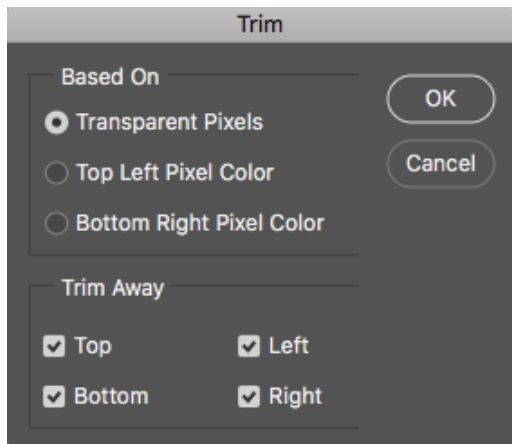 Trim
Based On
Transparent Pixels
Top Left Pixel Color
Bottom Right Pixel Color
OK
Cancel
Trim Away
Top Left
Bottom Right